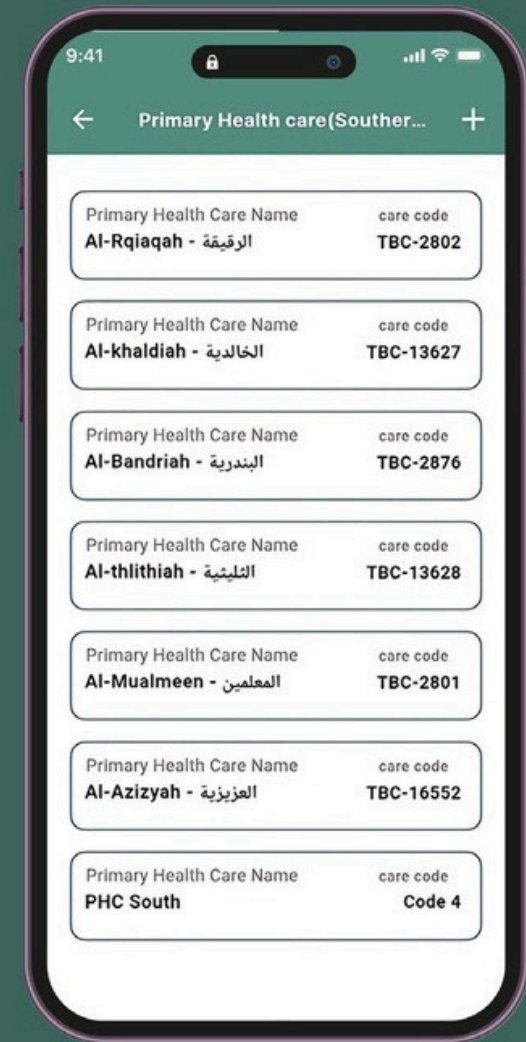 9:41
Primary Health care(Souther...
Primary Health Care Name care code
Al-Rqiaqah - الرقيقة TBC-2802
Primary Health Care Name care code
Al-khaldiah - الخالدية TBC-13627
Primary Health Care Name care code
Al-Bandriah - البندرية TBC-2876
Primary Health Care Name care code
Al-thlithiah - الثليثية TBC-13628
Primary Health Care Name care code
Al-Mualmeen - المعلمين TBC-2801
Primary Health Care Name care code
Al-Azizyah - العزيزية TBC-16552
Primary Health Care Name care code
PHC South Code 4